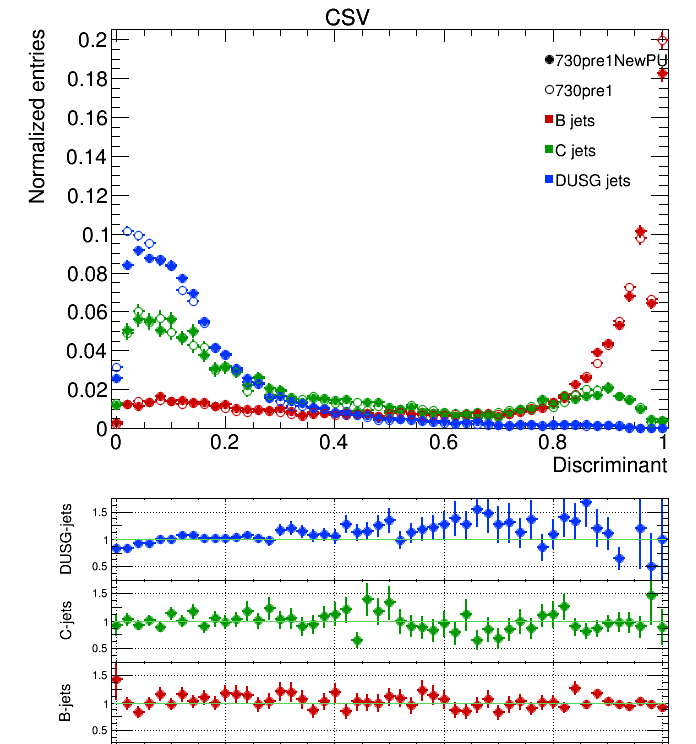 CSV
Normalized entries
0.2
0.18
0.16
0.14
0.12
0.1
0.08
0.06
0.04
0.02
0
730pre1NewPU
730pre1
B jets
C jets
DUSG jets
0 0.2 0.4 0.6 0.8 1
Discriminant
DUSG-jets
1.5
1
0.5
C-jets
1.5
1
0.5
B-jets
1.5
1
0.5